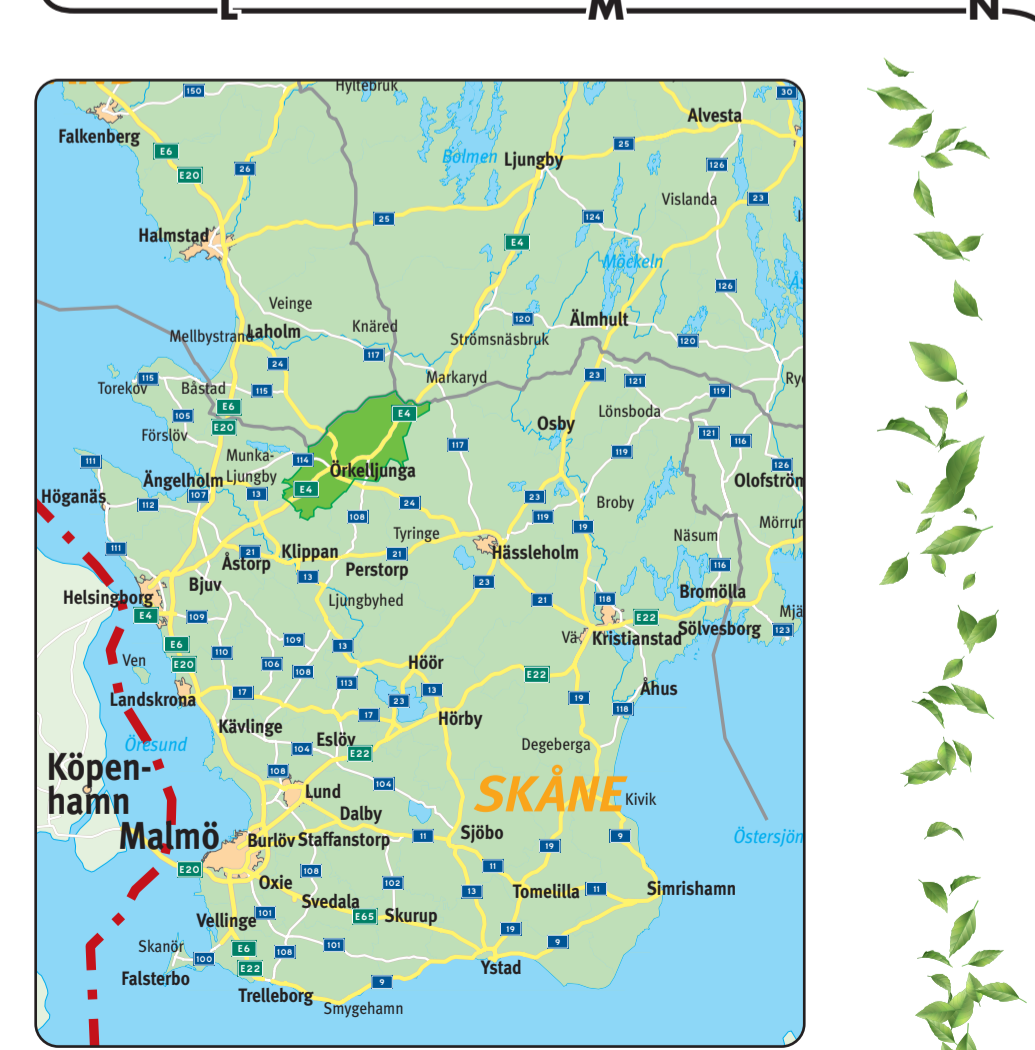 L M N
Hyltebruk
150
30
Alvesta
Falkenberg
E6
25
Bolmen
Ljungby
126
E20
26
Vislanda
23
124
25
Halmstad
E4
Möckeln
126
Veinge
120
Älmhult
Mellbystrand
Laholm
Knäred
Strömsnäsbruk
120
117
24
Markaryd
23
121
Torekov
115
Båstad
115
119
E6
E4
Lönsboda
105
E20
Osby
Förslöv
121
116
117
119
Munka-
Ljungby
114
111
126
Örkelljunga
Ängelholm
Olofström
Höganäs
107
13
E4
24
23
Broby
112
108
119
19
Mörrum
Tyringe
Näsum
111
21
Klippan
21
Hässleholm
Åstorp
Perstorp
116
Bjuv
13
23
Bromölla
Helsingborg
Ljungbyhed
21
118
E4
109
E22
Mjä
Vä
Kristianstad
Sölvesborg
123
E6
109
13
110
Ven
E20
106
108
Höör
E22
113
13
Åhus
Landskrona
17
23
19
118
17
Kävlinge
Hörby
Öresund
Eslöv
Degeberga
104
E22
Köpen-
hamn
108
104
SKÅNE
Lund
Kivik
Dalby
Malmö
Burlöv
Staffanstorp
11
Sjöbo
9
Östersjön
19
11
E20
108
Oxie
102
13
Tomelilla
11
Simrishamn
Svedala
Vellinge
101
E65
Skurup
19
Skanör
E6
108
101
9
100
Ystad
E22
Falsterbo
9
Trelleborg
Smygehamn